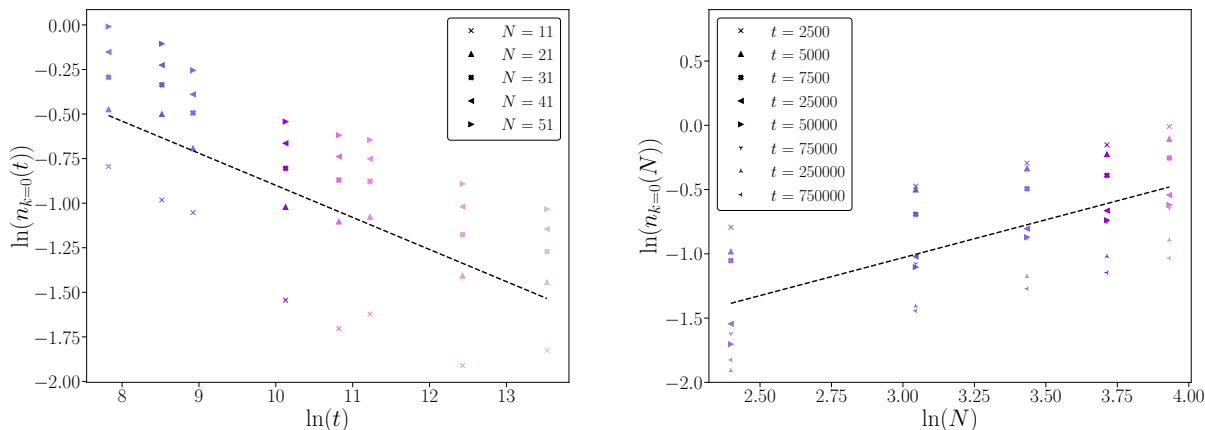 0.00
−0.25
−0.50
−0.75
−1.00
−1.25
−1.50
−1.75
−2.00
ln(n_{k=0}(t))
8
9
10
11
12
13
ln(t)
N = 11
N = 21
N = 31
N = 41
N = 51
0.5
0.0
−0.5
−1.0
−1.5
−2.0
ln(n_{k=0}(N))
2.50
2.75
3.00
3.25
3.50
3.75
4.00
ln(N)
t = 2500
t = 5000
t = 7500
t = 25000
t = 50000
t = 75000
t = 250000
t = 750000